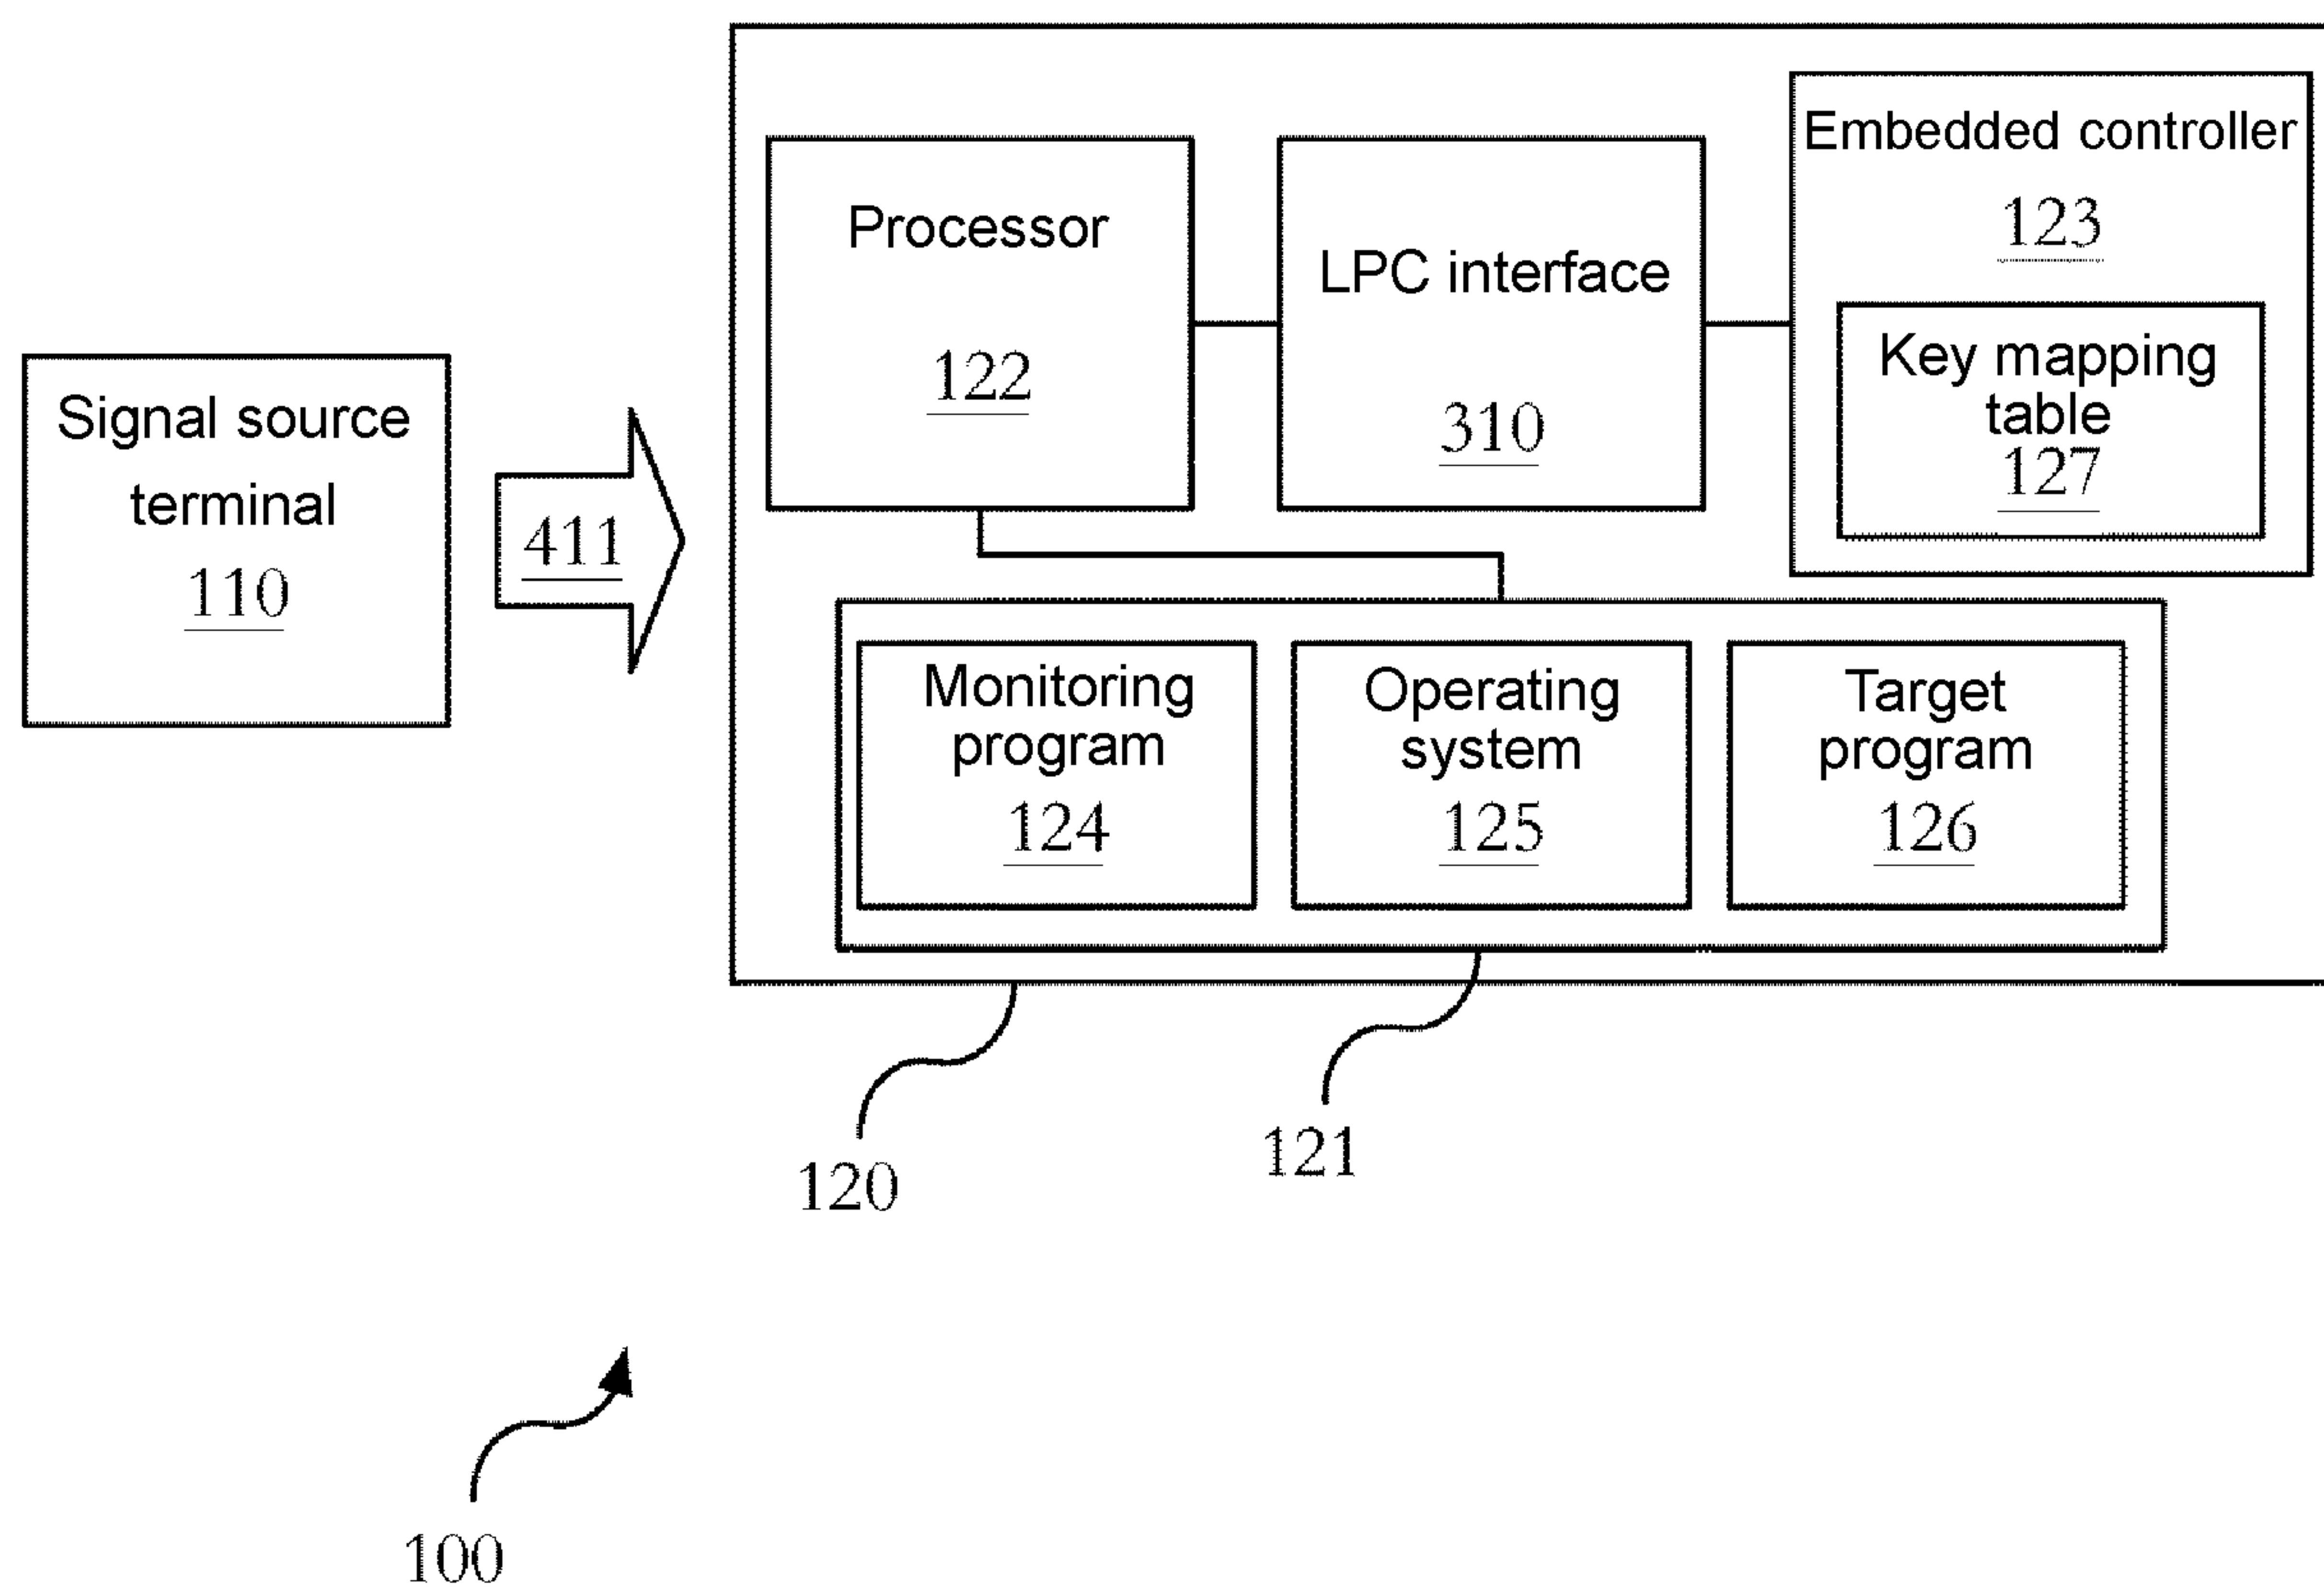 Signal source
terminal
110
411
Processor
122
LPC interface
310
Embedded controller
123
Key mapping
table
127
Monitoring
program
124
Operating
system
125
Target
program
126
120
121
100